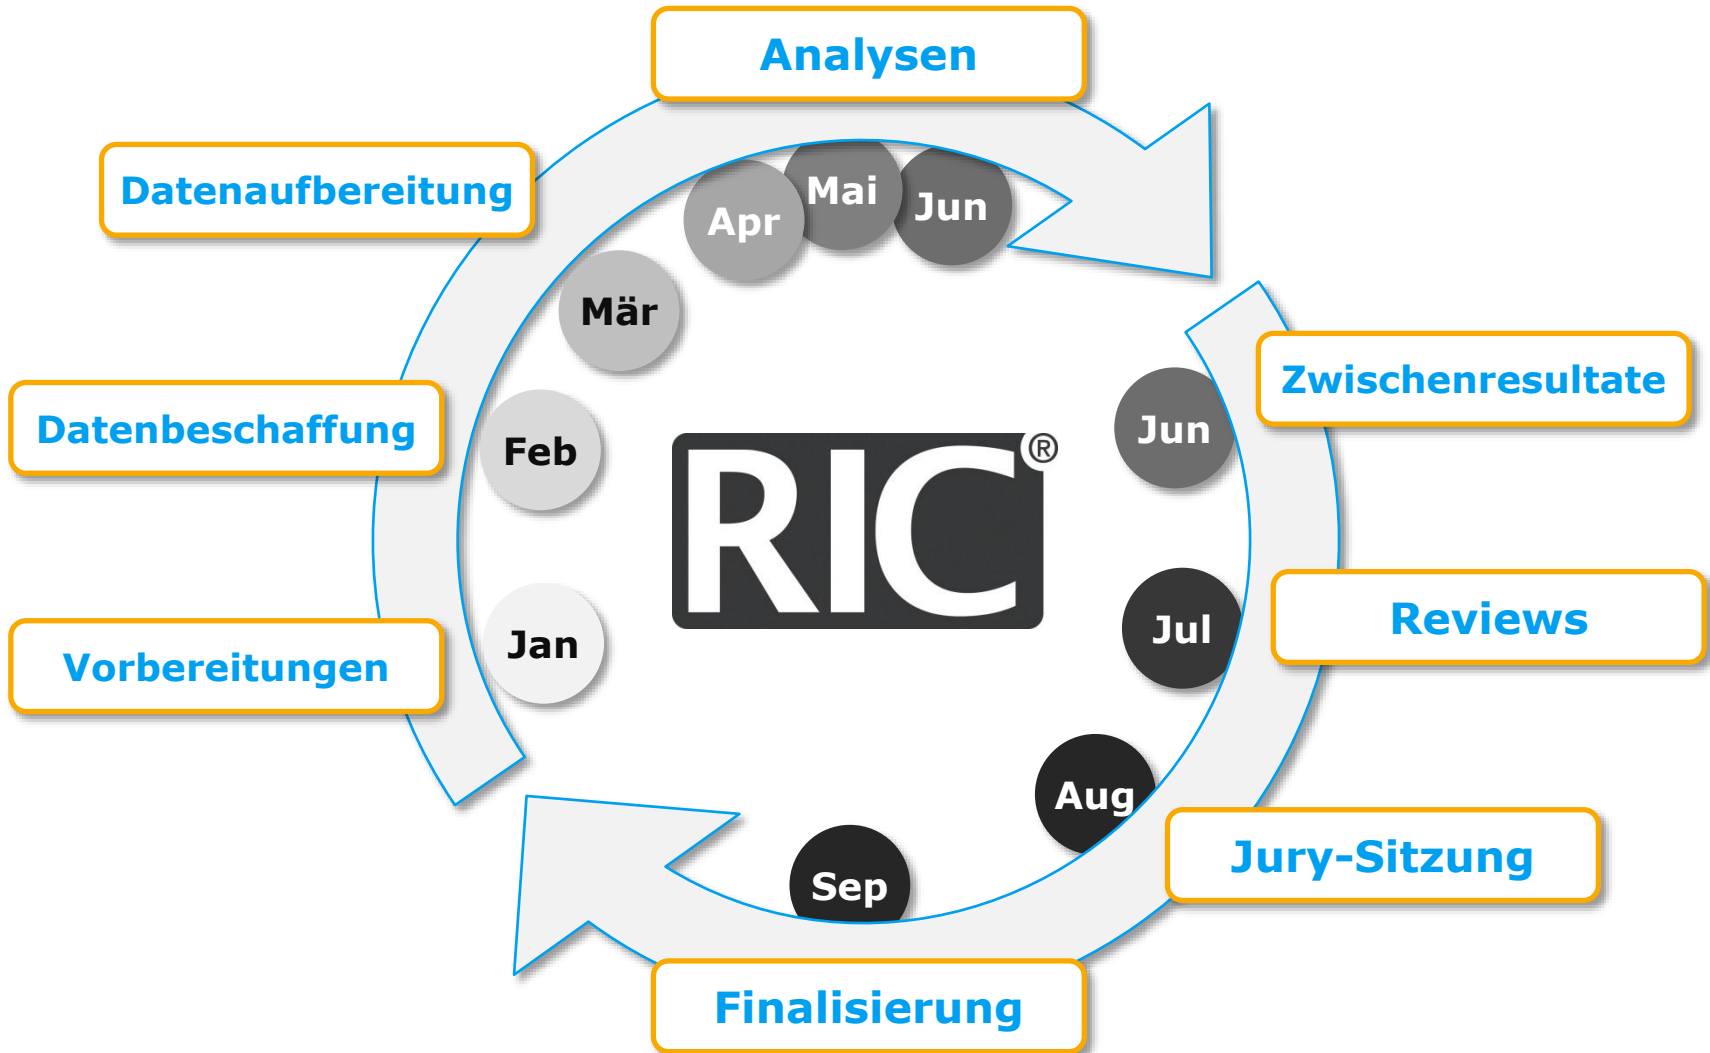 Analysen
Datenaufbereitung
Mai
Jun
Apr
Mär
Zwischenresultate
Datenbeschaffung
Feb
Jun
RIC®
Reviews
Jul
Vorbereitungen
Jan
Aug
Jury-Sitzung
Sep
Finalisierung